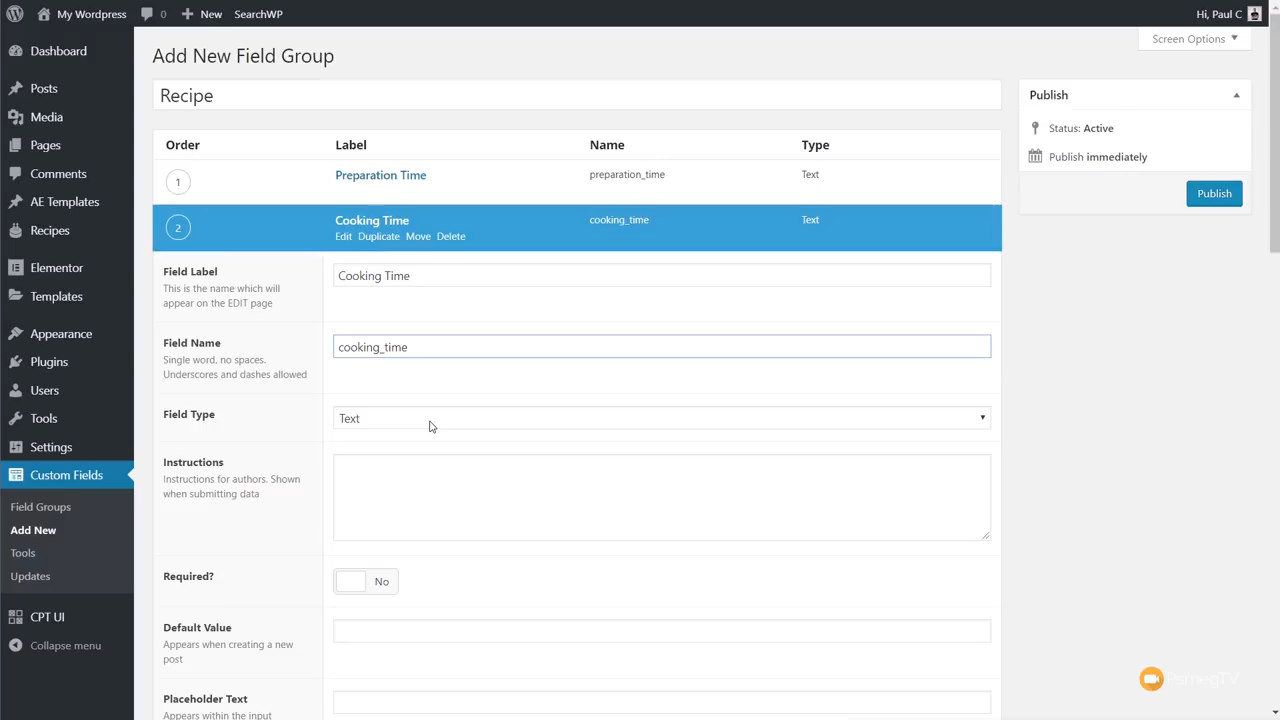 My Wordpress 0 New SearchWP Hi, Paul C
Screen Options
Dashboard
Posts
Media
Pages
Comments
AE Templates
Recipes
Elementor
Templates
Appearance
Plugins
Users
Tools
Settings
Custom Fields
Field Groups
Add New
Tools
Updates
CPT UI
Collapse menu
Add New Field Group
Recipe
Order Label Name Type
1 Preparation Time preparation_time Text
2 Cooking Time cooking_time Text
Edit Duplicate Move Delete
Field Label
This is the name which will
appear on the EDIT page
Cooking Time
Field Name
Single word, no spaces.
Underscores and dashes allowed
cooking_time
Field Type
Text
Instructions
Instructions for authors. Shown
when submitting data
Required?
No
Default Value
Appears when creating a new
post
Placeholder Text
Appears within the input
Publish
Status: Active
Publish immediately
Publish
PsmegTV